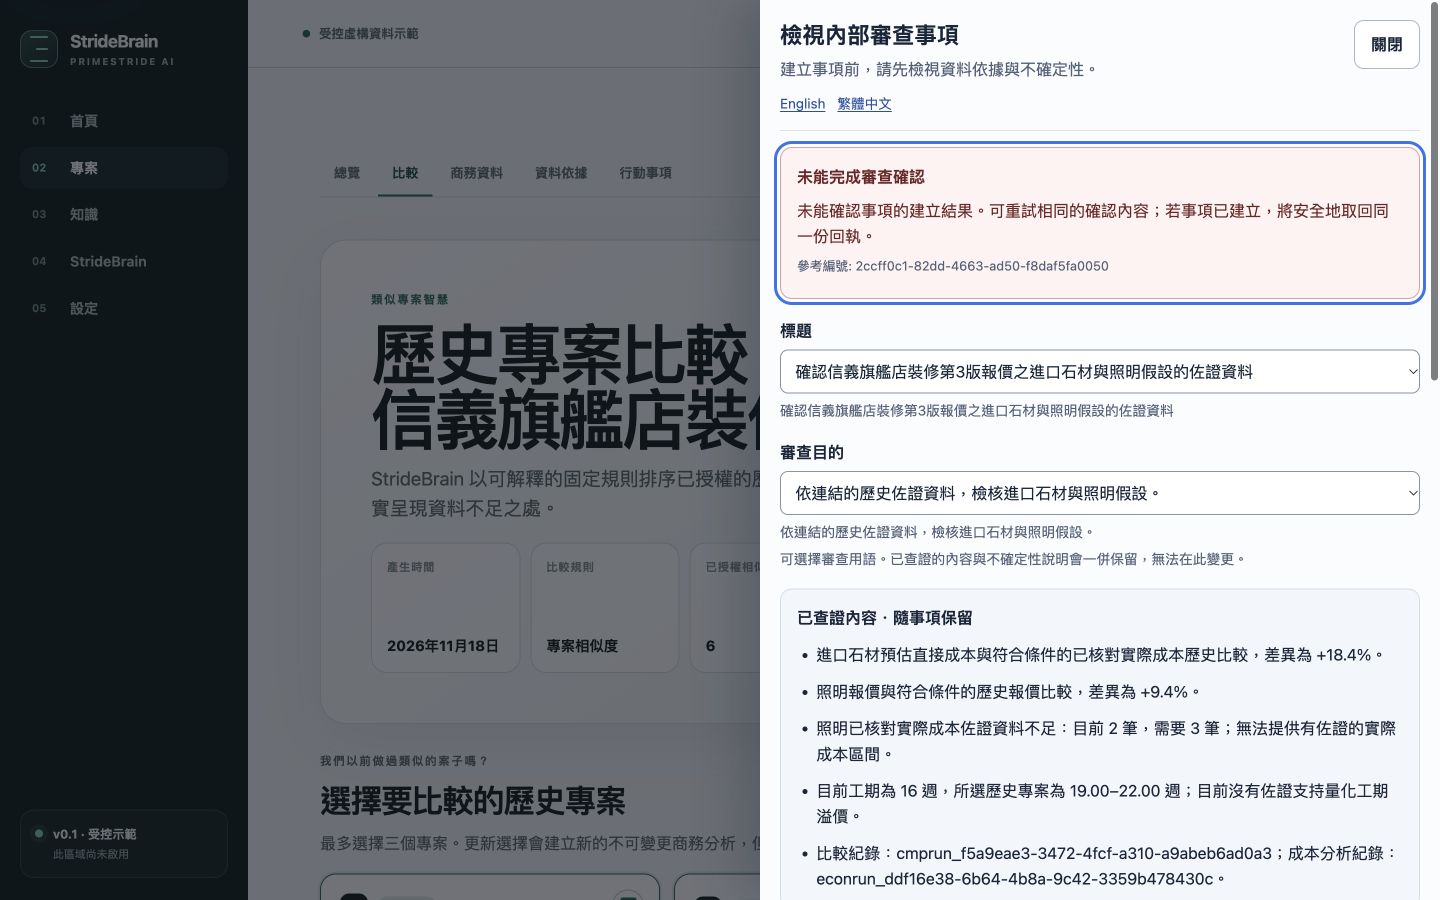 StrideBrain
PRIMESTRIDE AI
01 首頁
02 專案
03 知識
04 StrideBrain
05 設定
v0.1 · 受控示範
此區域尚未啟用
受控虛構資料示範
總覽 比較 商務資料 資料依據 行動事項
類似專案智慧
歷史專案比較
信義旗艦店裝
StrideBrain 以可解釋的固定規則排序已授權的
實呈現資料不足之處。
產生時間
2026年11月18日
比較規則
專案相似度
已授權相
6
我們以前做過類似的案子嗎？
選擇要比較的歷史專案
最多選擇三個專案。更新選擇會建立新的不可變更商務分析，
檢視內部審查事項
建立事項前，請先檢視資料依據與不確定性。
關閉
English 繁體中文
未能完成審查確認
未能確認事項的建立結果。可重試相同的確認內容；若事項已建立，將安全地取回同
一份回執。
參考編號: 2ccff0c1-82dd-4663-ad50-f8daf5fa0050
標題
確認信義旗艦店裝修第3版報價之進口石材與照明假設的佐證資料
確認信義旗艦店裝修第3版報價之進口石材與照明假設的佐證資料
審查目的
依連結的歷史佐證資料，檢核進口石材與照明假設。
依連結的歷史佐證資料，檢核進口石材與照明假設。
可選擇審查用語。已查證的內容與不確定性說明會一併保留，無法在此變更。
已查證內容 · 隨事項保留
• 進口石材預估直接成本與符合條件的已核對實際成本歷史比較，差異為 +18.4%。
• 照明報價與符合條件的歷史報價比較，差異為 +9.4%。
• 照明已核對實際成本佐證資料不足：目前 2 筆，需要 3 筆；無法提供有佐證的實際
成本區間。
• 目前工期為 16 週，所選歷史專案為 19.00–22.00 週；目前沒有佐證支持量化工期
溢價。
• 比較紀錄：cmprun_f5a9eae3-3472-4fcf-a310-a9abeb6ad0a3；成本分析紀錄：
econrun_ddf16e38-6b64-4b8a-9c42-3359b478430c。